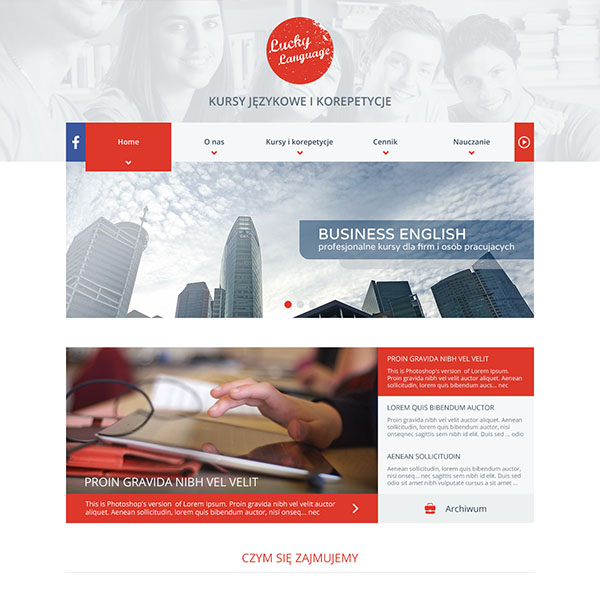 Lucky
Language
KURSY JĘZYKOWE I KOREPETYCJE
Home
O nas
Kursy i korepetycje
Cennik
Nauczanie
BUSINESS ENGLISH
profesjonalne kursy dla firm i osób pracujących
PROIN GRAVIDA NIBH VEL VELIT
This is Photoshop's version of Lorem Ipsum. Proin gravida nibh vel velit auctor
aliquet. Aenean sollicitudin, lorem quis bibendum auctor, nisi onseq... nec
PROIN GRAVIDA NIBH VEL VELIT
This is Photoshop's version of Lorem Ipsum.
Proin gravida nibh vel velit auctor aliquet.
Aenean sollicitudin, lorem quis bibendum aucs... nec
LOREM QUIS BIBENDUM AUCTOR
Proin gravida nibh vel velit auctor aliquet. Aenean
sollicitudin, lorem quis bibendum auctor, nisi
onseqnec sagittis sem nibh id elit. Duis sed ... odio
AENEAN SOLLICITUDIN
Aenean sollicitudin, lorem quis bibendum auctor,
nisi onseqnec sagittis sem nibh id elit. Duis sed
odio sit amet nibh vulputate cursus a sit amet ...
Archiwum
CZYM SIĘ ZAJMUJEMY